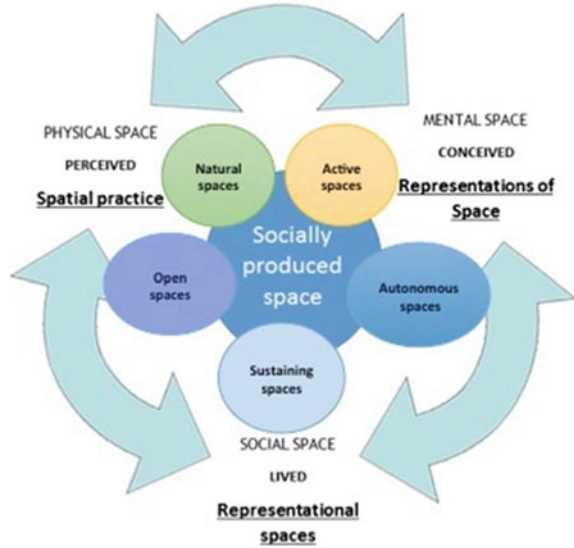 PHYSICAL SPACE
PERCEIVED
Spatial practice
MENTAL SPACE
CONCEIVED
Representations of
Space
Natural
spaces
Active
spaces
Socially
produced
space
Open
spaces
Autonomous
spaces
Sustaining
spaces
SOCIAL SPACE
LIVED
Representational
spaces